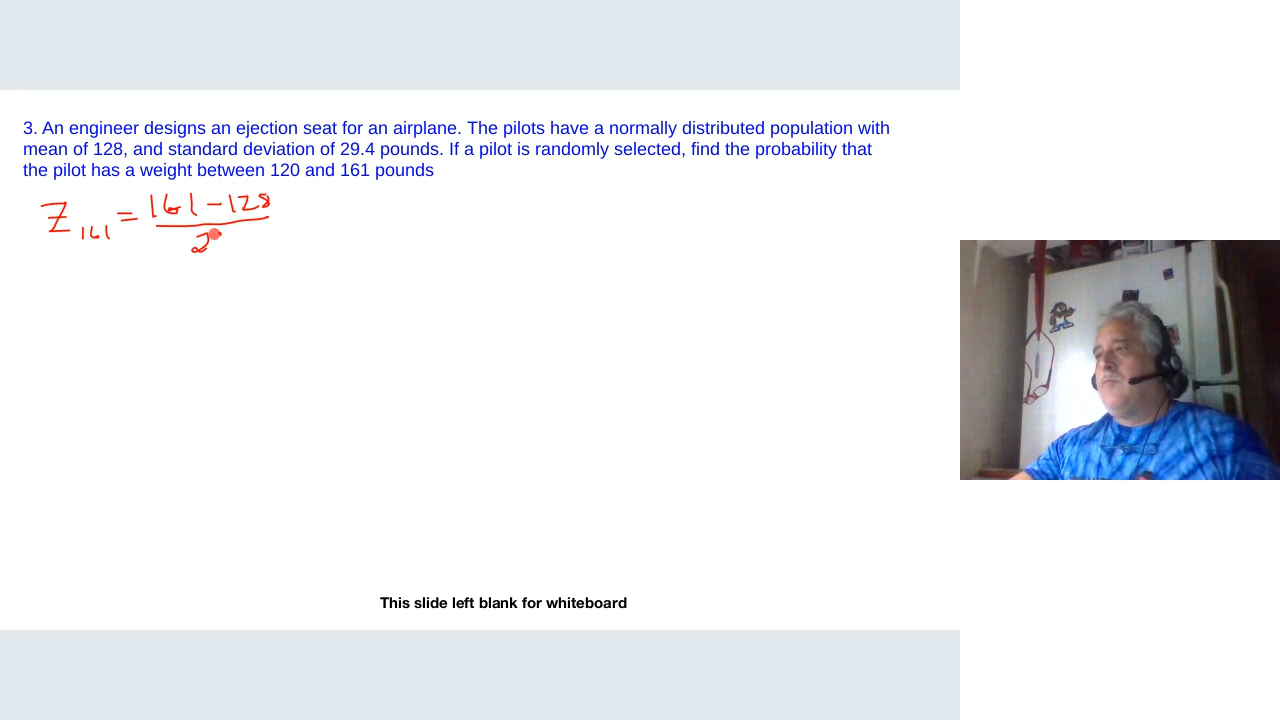 3. An engineer designs an ejection seat for an airplane. The pilots have a normally distributed population with
mean of 128, and standard deviation of 29.4 pounds. If a pilot is randomly selected, find the probability that
the pilot has a weight between 120 and 161 pounds
Z161 = 161 - 128
2
This slide left blank for whiteboard